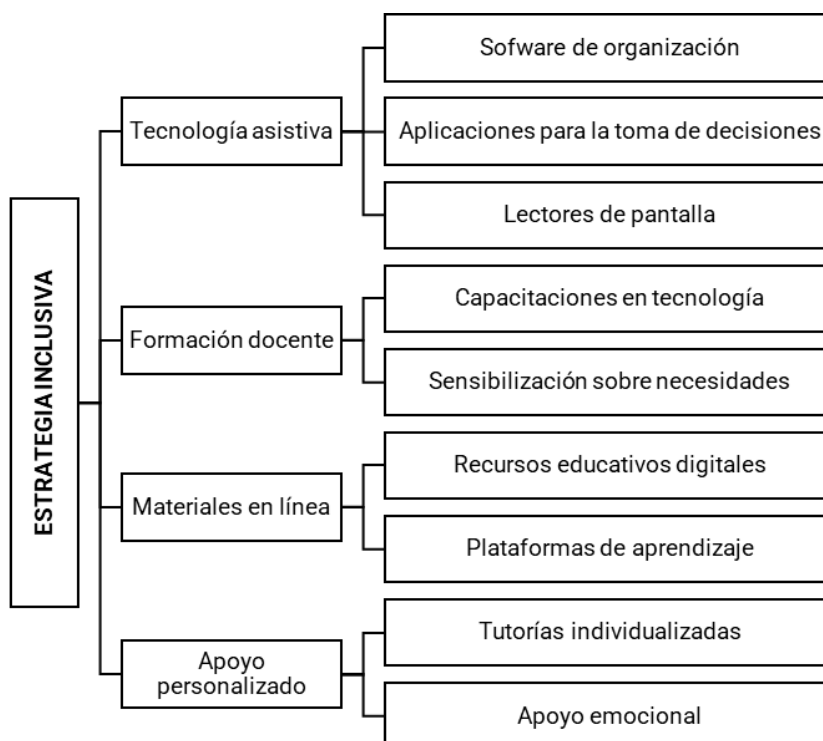 ESTRATEGIA INCLUSIVA
Tecnología asistiva
Sofware de organización
Aplicaciones para la toma de decisiones
Lectores de pantalla
Formación docente
Capacitaciones en tecnología
Sensibilización sobre necesidades
Materiales en línea
Recursos educativos digitales
Plataformas de aprendizaje
Apoyo
personalizado
Tutorías individualizadas
Apoyo emocional